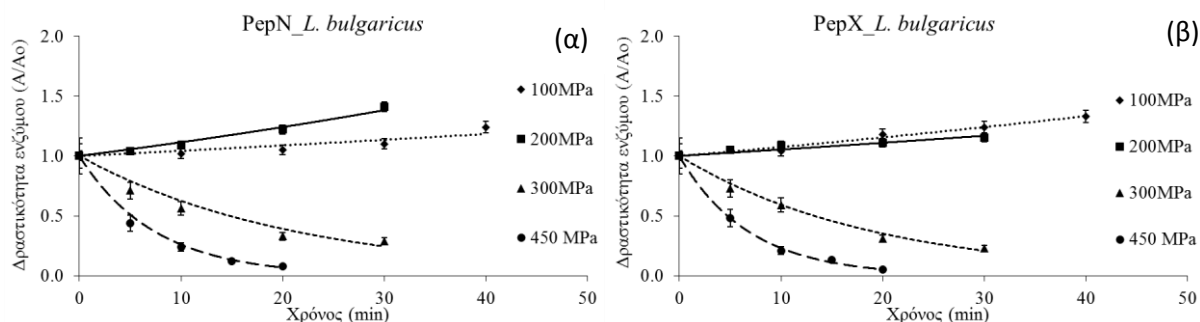 PepN_L. bulgaricus
(α)
Δραστικότητα ενζύμου (A/Ao)
2.0
1.5
1.0
0.5
0.0
100MPa
200MPa
300MPa
450 MPa
0 10 20 30 40 50
Χρόνος (min)
PepX_L. bulgaricus
(β)
Δραστικότητα ενζύμου (A/Ao)
2.0
1.5
1.0
0.5
0.0
100MPa
200MPa
300MPa
450 MPa
0 10 20 30 40 50
Χρόνος (min)